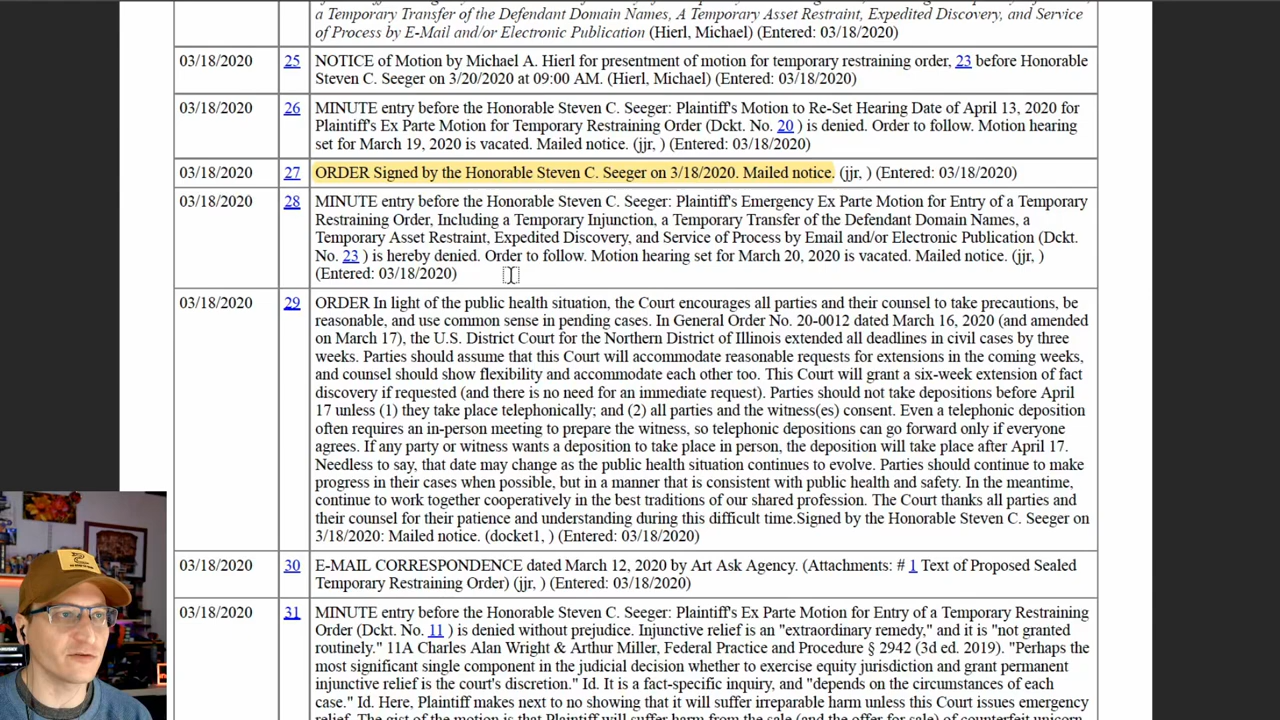 a Temporary Transfer of the Defendant Domain Names, A Temporary Asset Restraint, Expedited Discovery, and Service
of Process by E-Mail and/or Electronic Publication (Hierl, Michael) (Entered: 03/18/2020)
03/18/2020 25 NOTICE of Motion by Michael A. Hierl for presentment of motion for temporary restraining order, 23 before Honorable
Steven C. Seeger on 3/20/2020 at 09:00 AM. (Hierl, Michael) (Entered: 03/18/2020)
03/18/2020 26 MINUTE entry before the Honorable Steven C. Seeger: Plaintiff's Motion to Re-Set Hearing Date of April 13, 2020 for
Plaintiff's Ex Parte Motion for Temporary Restraining Order (Dckt. No. 20 ) is denied. Order to follow. Motion hearing
set for March 19, 2020 is vacated. Mailed notice. (jjr, ) (Entered: 03/18/2020)
03/18/2020 27 ORDER Signed by the Honorable Steven C. Seeger on 3/18/2020. Mailed notice. (jjr, ) (Entered: 03/18/2020)
03/18/2020 28 MINUTE entry before the Honorable Steven C. Seeger: Plaintiff's Emergency Ex Parte Motion for Entry of a Temporary
Restraining Order, Including a Temporary Injunction, a Temporary Transfer of the Defendant Domain Names, a
Temporary Asset Restraint, Expedited Discovery, and Service of Process by Email and/or Electronic Publication (Dckt.
No. 23 ) is hereby denied. Order to follow. Motion hearing set for March 20, 2020 is vacated. Mailed notice. (jjr, )
(Entered: 03/18/2020)
03/18/2020 29 ORDER In light of the public health situation, the Court encourages all parties and their counsel to take precautions, be
reasonable, and use common sense in pending cases. In General Order No. 20-0012 dated March 16, 2020 (and amended
on March 17), the U.S. District Court for the Northern District of Illinois extended all deadlines in civil cases by three
weeks. Parties should assume that this Court will accommodate reasonable requests for extensions in the coming weeks,
and counsel should show flexibility and accommodate each other too. This Court will grant a six-week extension of fact
discovery if requested (and there is no need for an immediate request). Parties should not take depositions before April
17 unless (1) they take place telephonically; and (2) all parties and the witness(es) consent. Even a telephonic deposition
often requires an in-person meeting to prepare the witness, so telephonic depositions can go forward only if everyone
agrees. If any party or witness wants a deposition to take place in person, the deposition will take place after April 17.
Needless to say, that date may change as the public health situation continues to evolve. Parties should continue to make
progress in their cases when possible, but in a manner that is consistent with public health and safety. In the meantime,
continue to work together cooperatively in the best traditions of our shared profession. The Court thanks all parties and
their counsel for their patience and understanding during this difficult time.Signed by the Honorable Steven C. Seeger on
3/18/2020: Mailed notice. (docket1, ) (Entered: 03/18/2020)
03/18/2020 30 E-MAIL CORRESPONDENCE dated March 12, 2020 by Art Ask Agency. (Attachments: # 1 Text of Proposed Sealed
Temporary Restraining Order) (jjr, ) (Entered: 03/18/2020)
03/18/2020 31 MINUTE entry before the Honorable Steven C. Seeger: Plaintiff's Ex Parte Motion for Entry of a Temporary Restraining
Order (Dckt. No. 11 ) is denied without prejudice. Injunctive relief is an "extraordinary remedy," and it is "not granted
routinely." 11A Charles Alan Wright & Arthur Miller, Federal Practice and Procedure § 2942 (3d ed. 2019). "Perhaps the
most significant single component in the judicial decision whether to exercise equity jurisdiction and grant permanent
injunctive relief is the court's discretion." Id. It is a fact-specific inquiry, and "depends on the circumstances of each
case." Id. Here, Plaintiff makes next to no showing that it will suffer irreparable harm unless this Court issues emergency
relief. The gist of the motion is that Plaintiff will suffer harm from the sale (and the offer for sale) of counterfeit unicorn